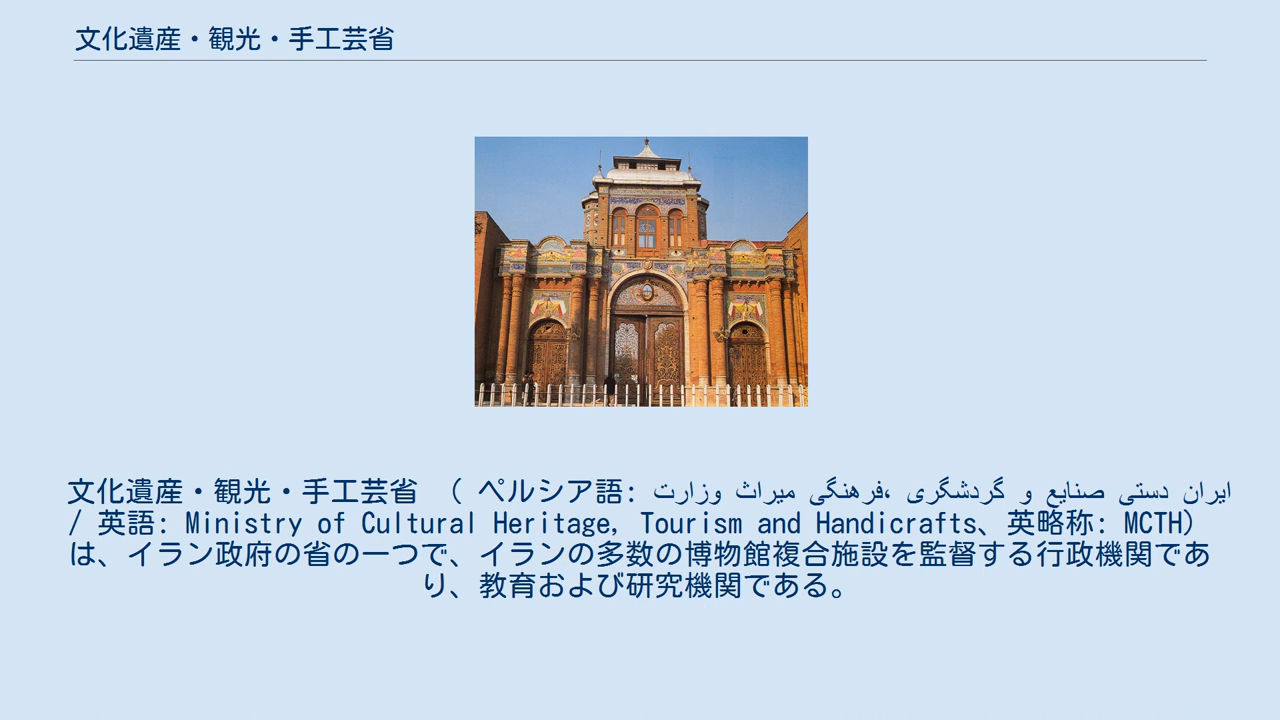 文化遺産・観光・手工芸省
文化遺産・観光・手工芸省 （ ペルシア語: وزارت میراث فرهنگی، گردشگری و صنایع دستی ایران
/ 英語: Ministry of Cultural Heritage, Tourism and Handicrafts、英略称: MCTH）
は、イラン政府の省の一つで、イランの多数の博物館複合施設を監督する行政機関であ
り、教育および研究機関である。